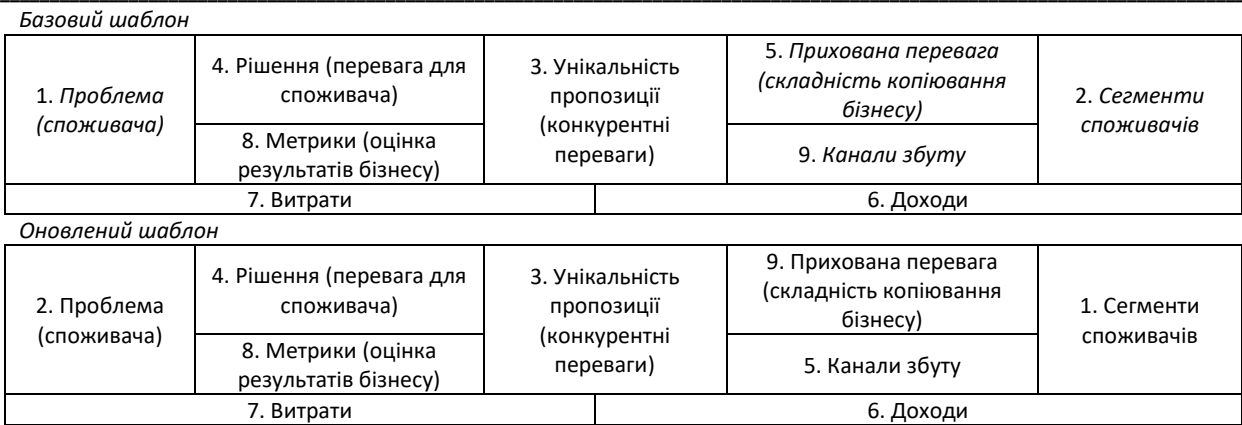 Базовий шаблон
1. Проблема
(споживача)
4. Рішення (перевага для
споживача)
8. Метрики (оцінка
результатів бізнесу)
3. Унікальність
пропозиції
(конкурентні
переваги)
5. Прихована перевага
(складність копіювання
бізнесу)
9. Канали збуту
2. Сегменти
споживачів
7. Витрати
6. Доходи
Оновлений шаблон
2. Проблема
(споживача)
4. Рішення (перевага для
споживача)
8. Метрики (оцінка
результатів бізнесу)
3. Унікальність
пропозиції
(конкурентні
переваги)
9. Прихована перевага
(складність копіювання
бізнесу)
5. Канали збуту
1. Сегменти
споживачів
7. Витрати
6. Доходи